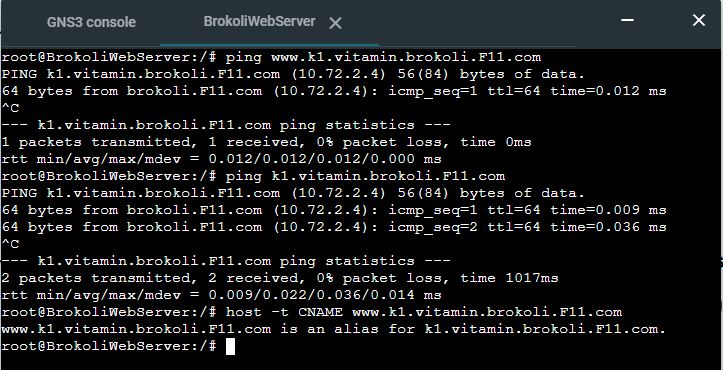 GNS3 console
BrokoliWebServer
root@BrokoliWebServer:/# ping www.k1.vitamin.brokoli.F11.com
PING k1.vitamin.brokoli.F11.com (10.72.2.4) 56(84) bytes of data.
64 bytes from brokoli.F11.com (10.72.2.4): icmp_seq=1 ttl=64 time=0.012 ms
^C
--- k1.vitamin.brokoli.F11.com ping statistics ---
1 packets transmitted, 1 received, 0% packet loss, time 0ms
rtt min/avg/max/mdev = 0.012/0.012/0.012/0.000 ms
root@BrokoliWebServer:/# ping k1.vitamin.brokoli.F11.com
PING k1.vitamin.brokoli.F11.com (10.72.2.4) 56(84) bytes of data.
64 bytes from brokoli.F11.com (10.72.2.4): icmp_seq=1 ttl=64 time=0.009 ms
64 bytes from brokoli.F11.com (10.72.2.4): icmp_seq=2 ttl=64 time=0.036 ms
^C
--- k1.vitamin.brokoli.F11.com ping statistics ---
2 packets transmitted, 2 received, 0% packet loss, time 1017ms
rtt min/avg/max/mdev = 0.009/0.022/0.036/0.014 ms
root@BrokoliWebServer:/# host -t CNAME www.k1.vitamin.brokoli.F11.com
www.k1.vitamin.brokoli.F11.com is an alias for k1.vitamin.brokoli.F11.com.
root@BrokoliWebServer:/#